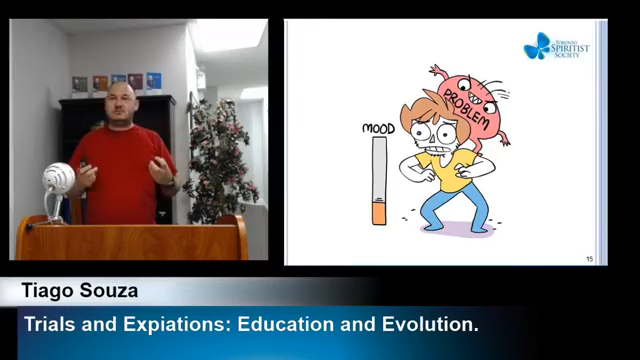 TORONTO
SPIRITIST
SOCIETY
PROBLEM
MOOD
15
Tiago Souza
Trials and Expiations: Education and Evolution.